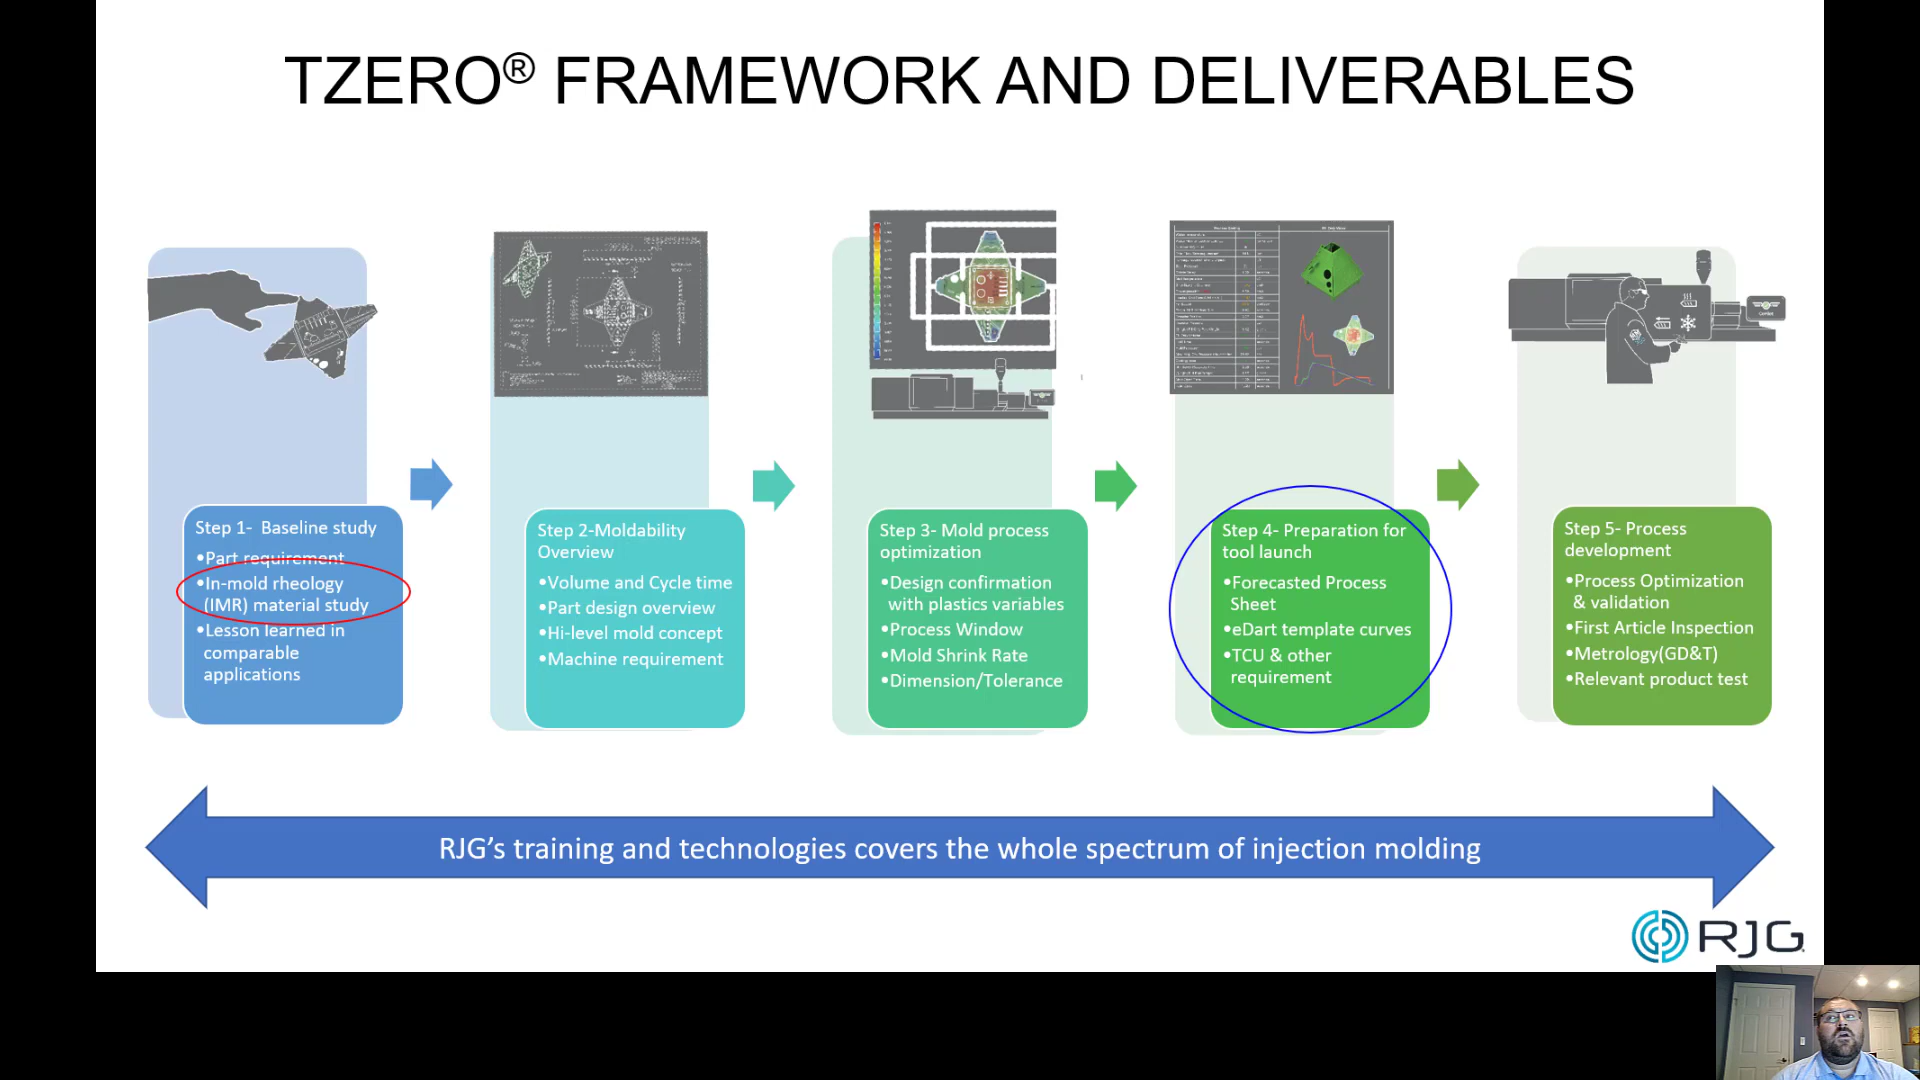 TZERO® FRAMEWORK AND DELIVERABLES
Step 1- Baseline study
•Part requirement
•In-mold rheology
(IMR) material study
•Lesson learned in
comparable
applications
Step 2-Moldability
Overview
•Volume and Cycle time
•Part design overview
•Hi-level mold concept
•Machine requirement
Step 3- Mold process
optimization
•Design confirmation
with plastics variables
•Process Window
•Mold Shrink Rate
•Dimension/Tolerance
Step 4- Preparation for
tool launch
•Forecasted Process
Sheet
•eDart template curves
•TCU & other
requirement
Step 5- Process
development
•Process Optimization
& validation
•First Article Inspection
•Metrology(GD&T)
•Relevant product test
RJG’s training and technologies covers the whole spectrum of injection molding
RJG